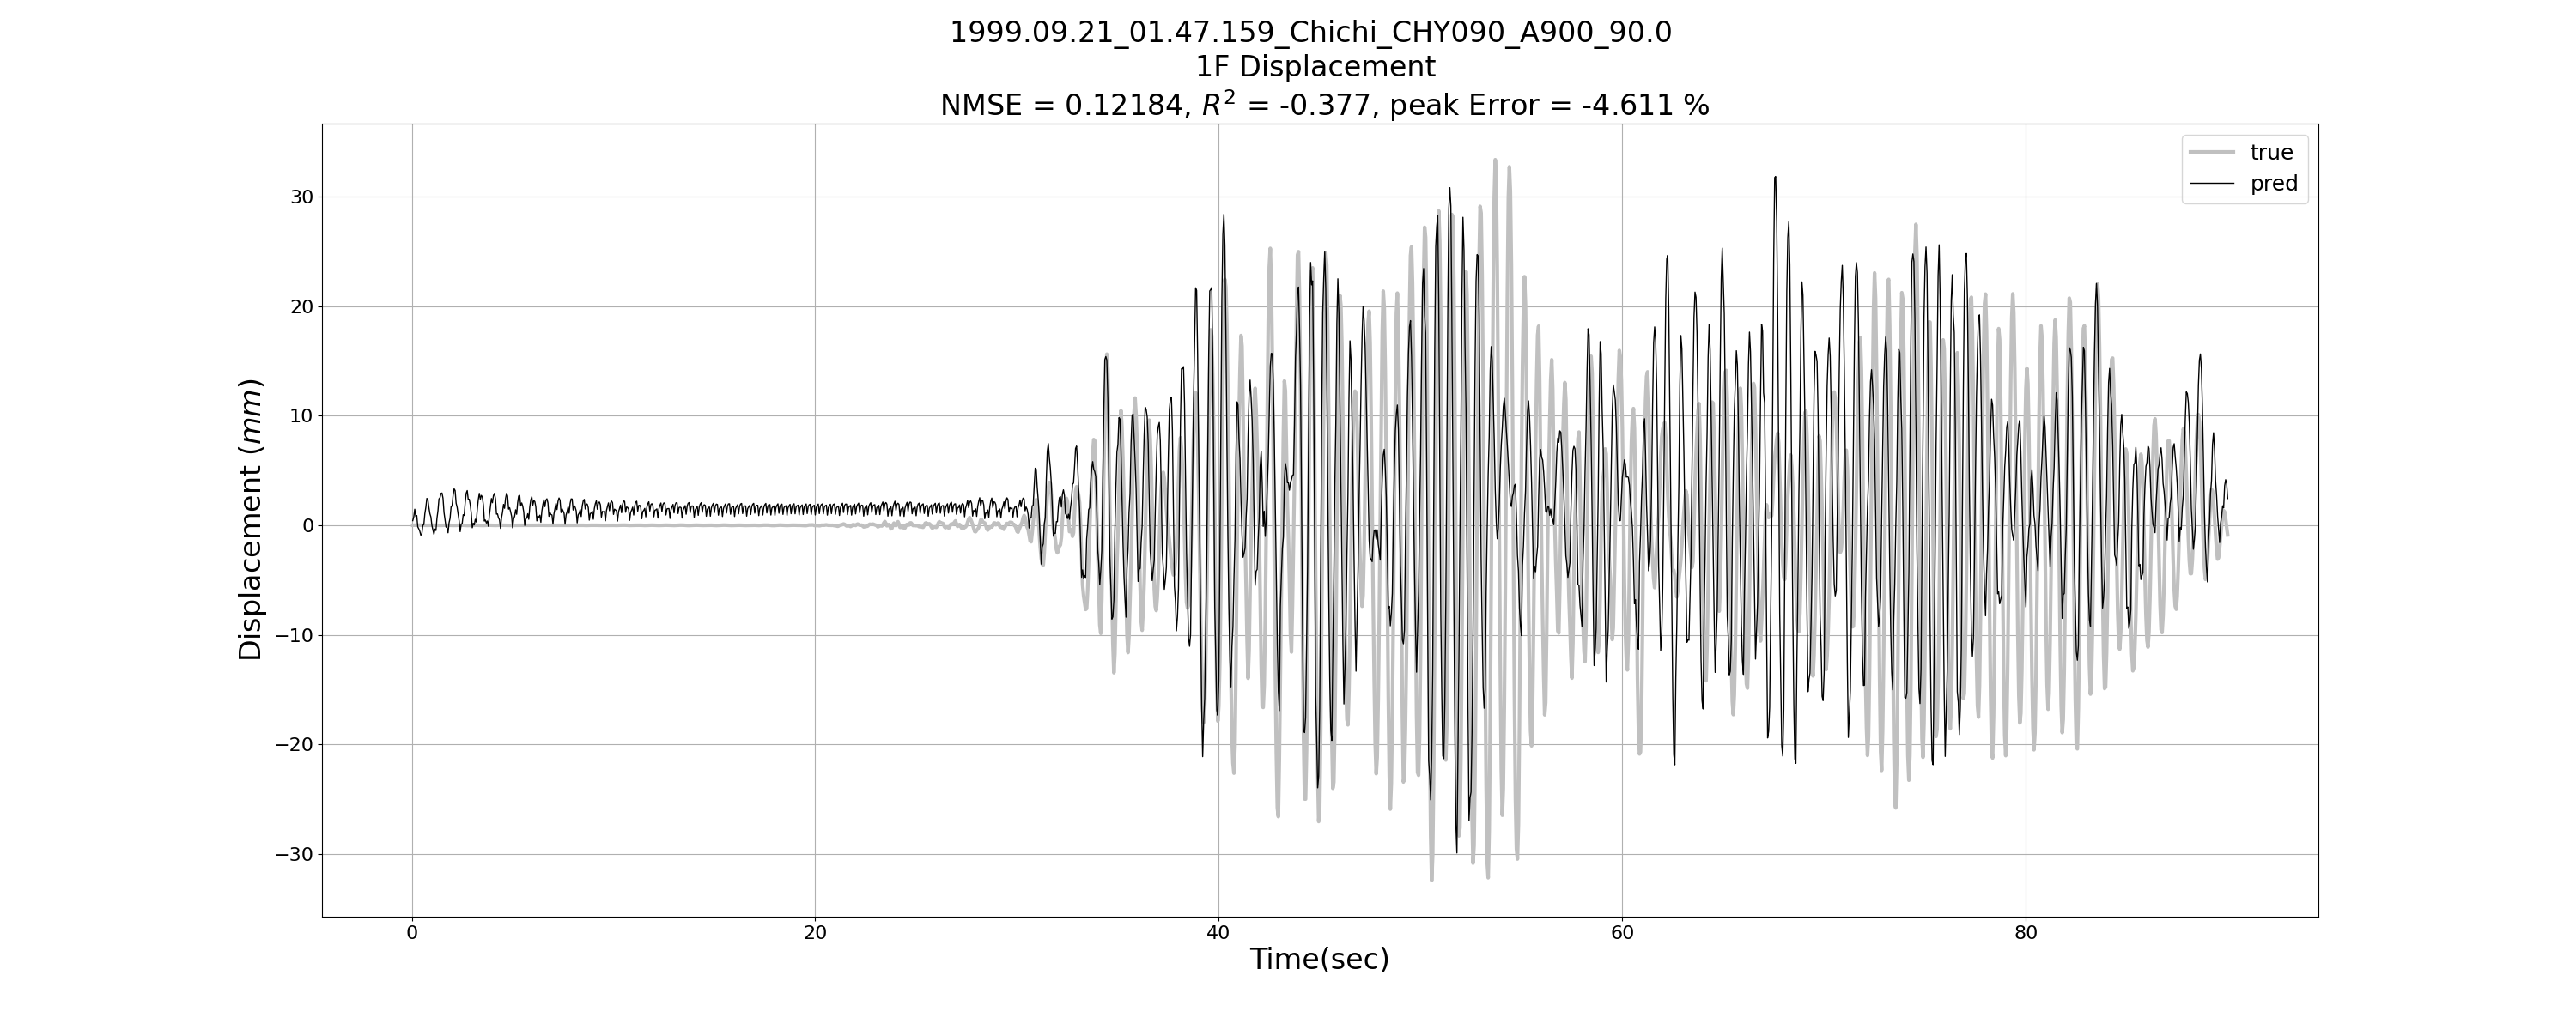 1999.09.21_01.47.159_Chichi_CHY090_A900_90.0
1F Displacement
NMSE = 0.12184, R² = -0.377, peak Error = -4.611 %
true
pred
Displacement (mm)
30
20
10
0
−10
−20
−30
0 20 40 60 80
Time(sec)